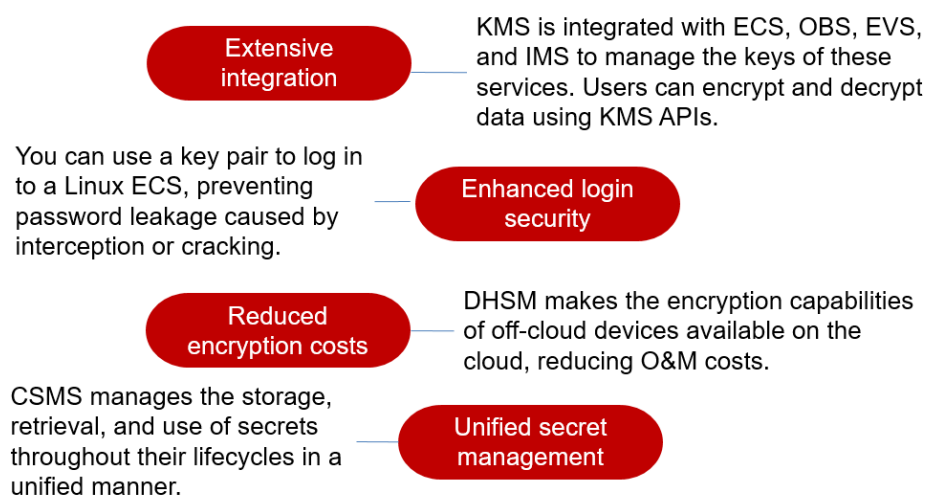 Extensive
integration
KMS is integrated with ECS, OBS, EVS,
and IMS to manage the keys of these
services. Users can encrypt and decrypt
data using KMS APIs.
You can use a key pair to log in
to a Linux ECS, preventing
password leakage caused by
interception or cracking.
Enhanced login
security
Reduced
encryption costs
DHSM makes the encryption capabilities
of off-cloud devices available on the
cloud, reducing O&M costs.
CSMS manages the storage,
retrieval, and use of secrets
throughout their lifecycles in a
unified manner.
Unified secret
management